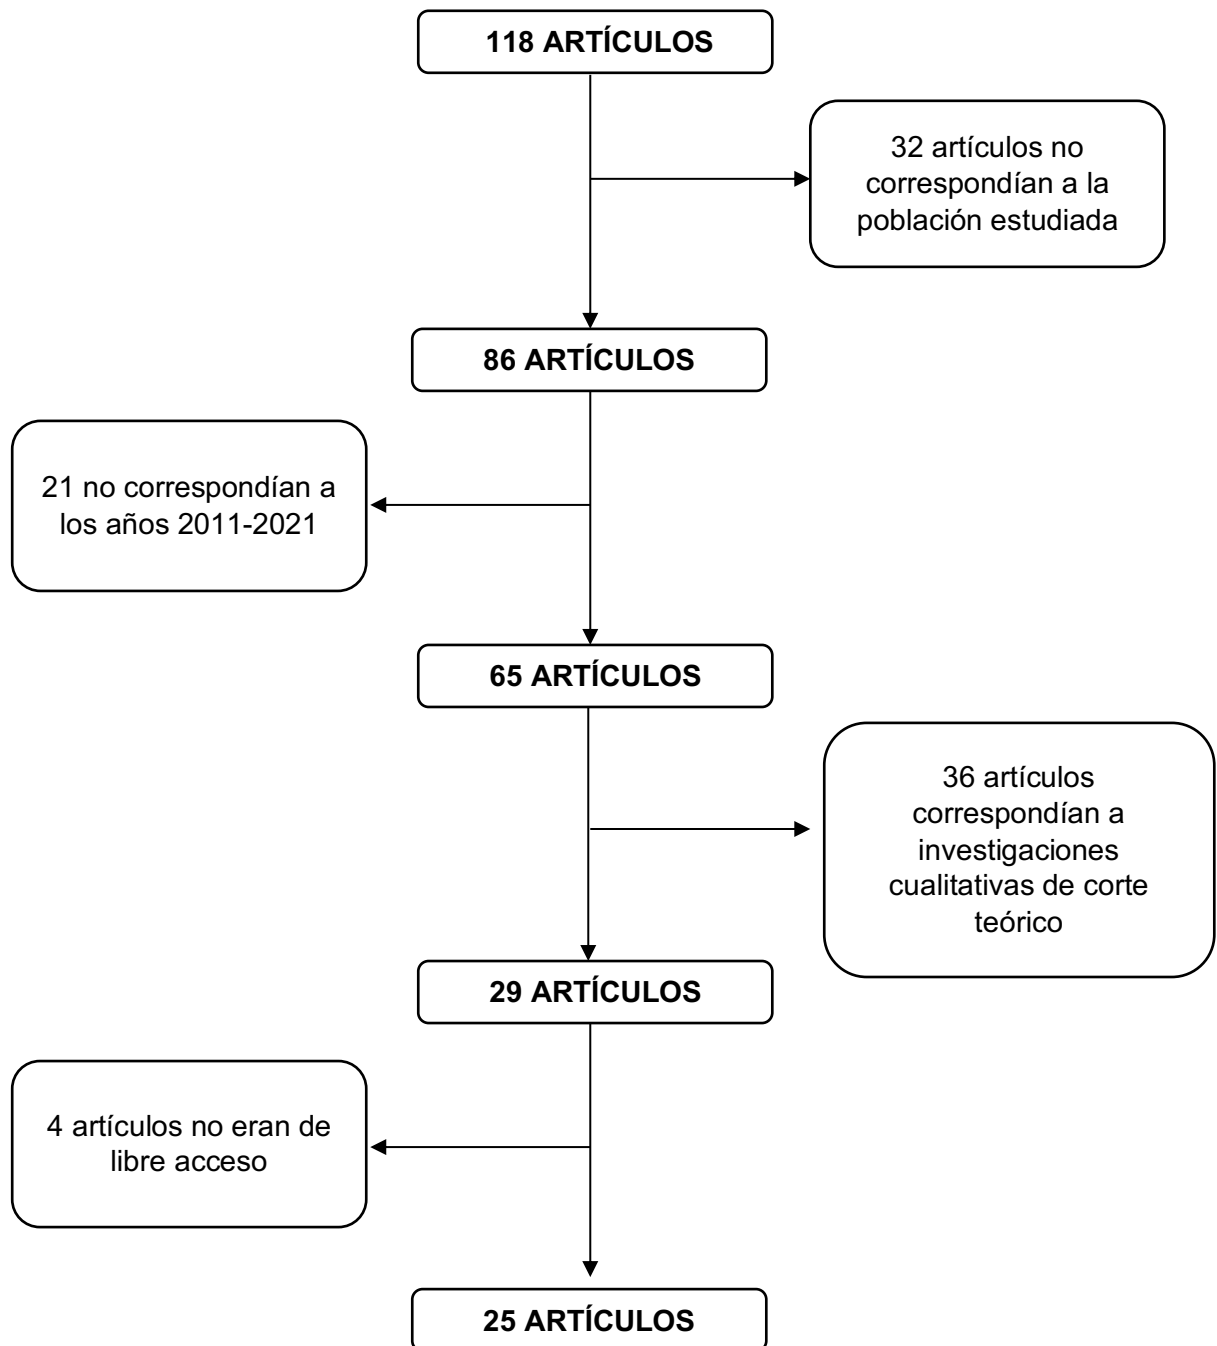 118 ARTÍCULOS
32 artículos no
correspondían a la
población estudiada
86 ARTÍCULOS
21 no correspondían a
los años 2011-2021
65 ARTÍCULOS
36 artículos
correspondían a
investigaciones
cualitativas de corte
teórico
29 ARTÍCULOS
4 artículos no eran de
libre acceso
25 ARTÍCULOS